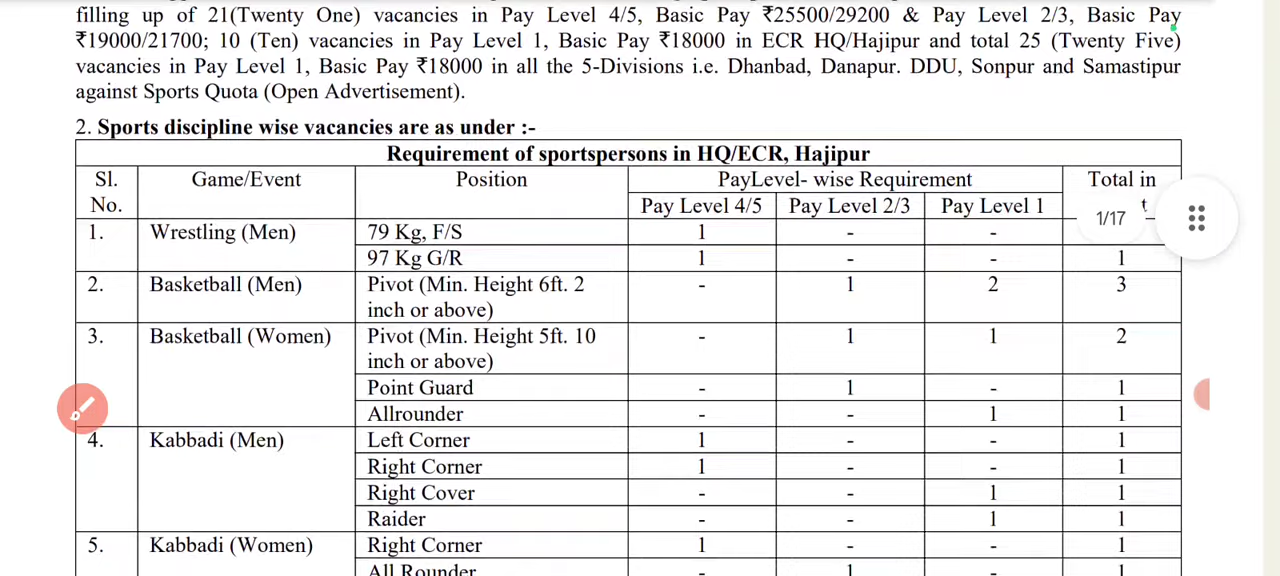 filling up of 21(Twenty One) vacancies in Pay Level 4/5, Basic Pay ₹25500/29200 & Pay Level 2/3, Basic Pay
₹19000/21700; 10 (Ten) vacancies in Pay Level 1, Basic Pay ₹18000 in ECR HQ/Hajipur and total 25 (Twenty Five)
vacancies in Pay Level 1, Basic Pay ₹18000 in all the 5-Divisions i.e. Dhanbad, Danapur. DDU, Sonpur and Samastipur
against Sports Quota (Open Advertisement).
2. Sports discipline wise vacancies are as under :-
Requirement of sportspersons in HQ/ECR, Hajipur
Sl. No. Game/Event Position PayLevel- wise Requirement Total in
Pay Level 4/5 Pay Level 2/3 Pay Level 1
1/17
1. Wrestling (Men) 79 Kg, F/S 1 - -
97 Kg G/R 1 - - 1
2. Basketball (Men) Pivot (Min. Height 6ft. 2 - 1 2 3
inch or above)
3. Basketball (Women) Pivot (Min. Height 5ft. 10 - 1 1 2
inch or above)
Point Guard - 1 - 1
Allrounder - - 1 1
4. Kabbadi (Men) Left Corner 1 - - 1
Right Corner 1 - - 1
Right Cover - - 1 1
Raider - - 1 1
5. Kabbadi (Women) Right Corner 1 - - 1
All Rounder - 1 - 1